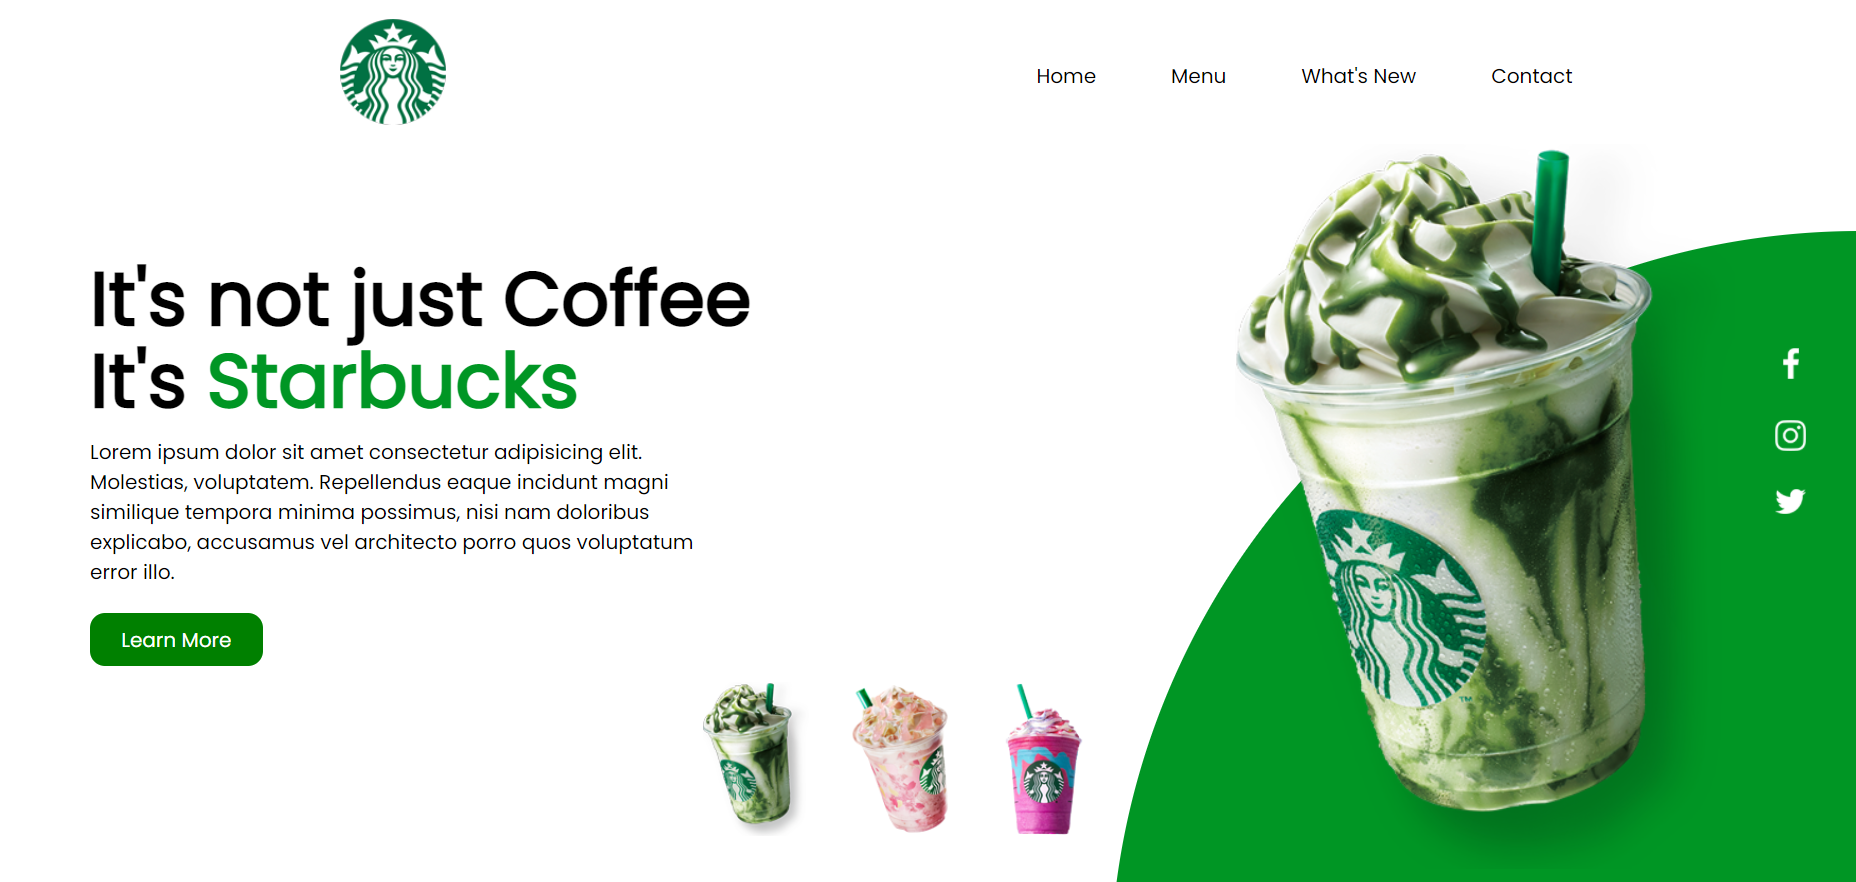 Home Menu What's New Contact
It's not just Coffee
It's Starbucks
Lorem ipsum dolor sit amet consectetur adipisicing elit.
Molestias, voluptatem. Repellendus eaque incidunt magni
similique tempora minima possimus, nisi nam doloribus
explicabo, accusamus vel architecto porro quos voluptatum
error illo.
Learn More
TM